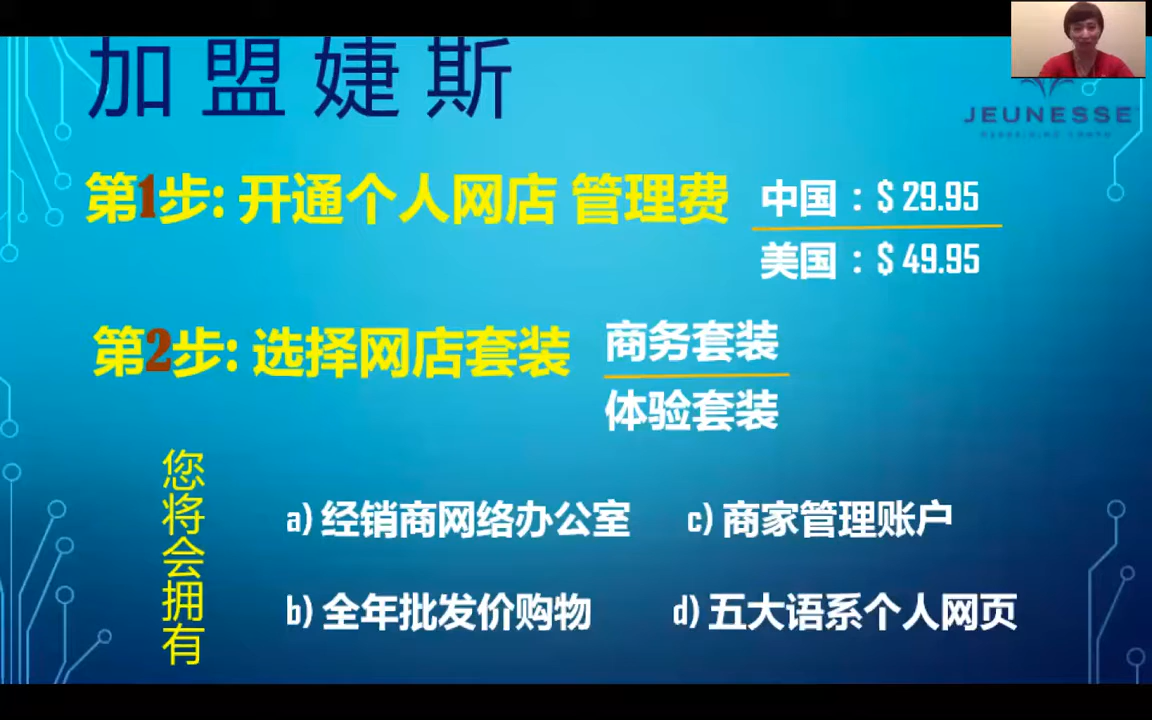 加盟婕斯
JEUNESSE
第1步: 开通个人网店 管理费
中国：$ 29.95
美国：$ 49.95
第2步: 选择网店套装
商务套装
体验套装
您将会拥有
a) 经销商网络办公室
c) 商家管理账户
b) 全年批发价购物
d) 五大语系个人网页